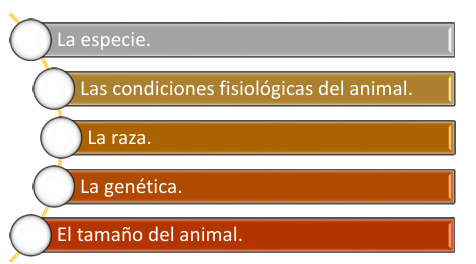 La especie.
Las condiciones fisiológicas del animal.
La raza.
La genética.
El tamaño del animal.